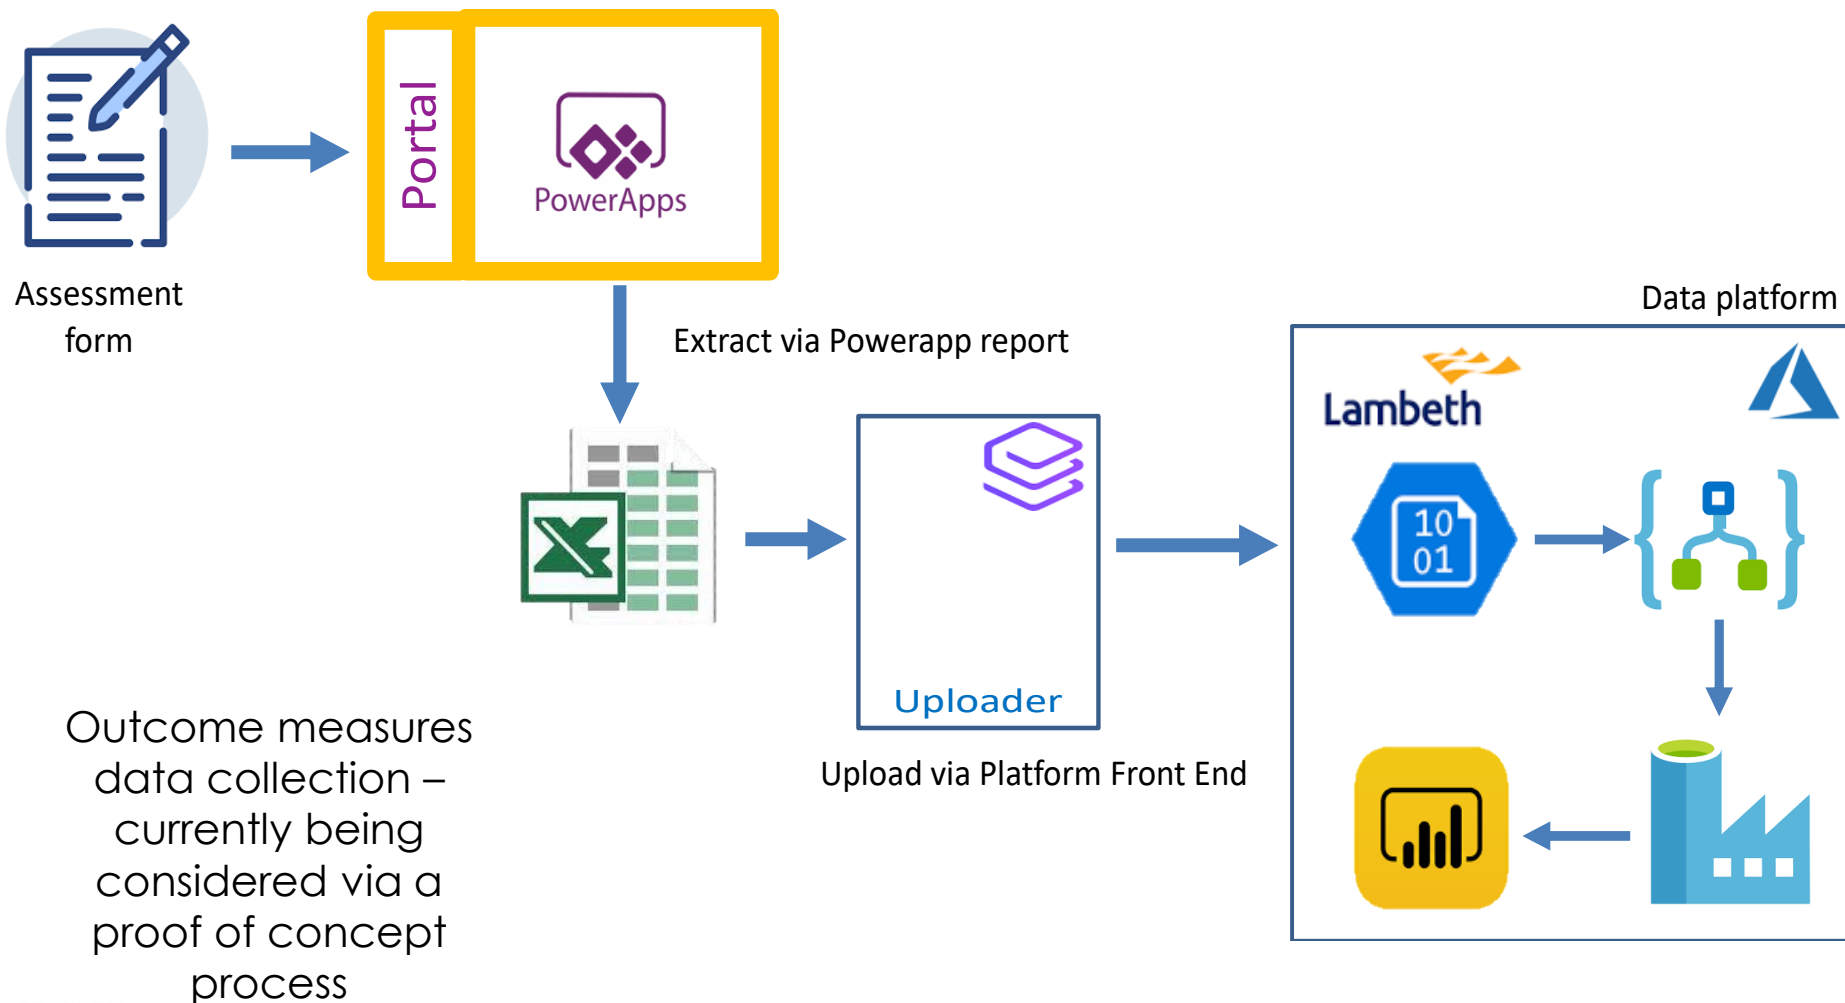 Portal
PowerApps
Assessment
form
Extract via Powerapp report
Data platform
Lambeth
10
01
Uploader
Upload via Platform Front End
Outcome measures
data collection –
currently being
considered via a
proof of concept
process